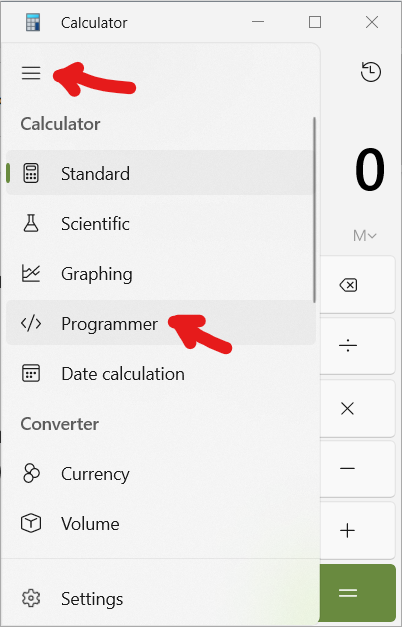 Calculator
Calculator
0
Standard
M
Scientific
Graphing
Programmer
Date calculation
÷
×
−
+
=
Converter
Currency
Volume
Settings